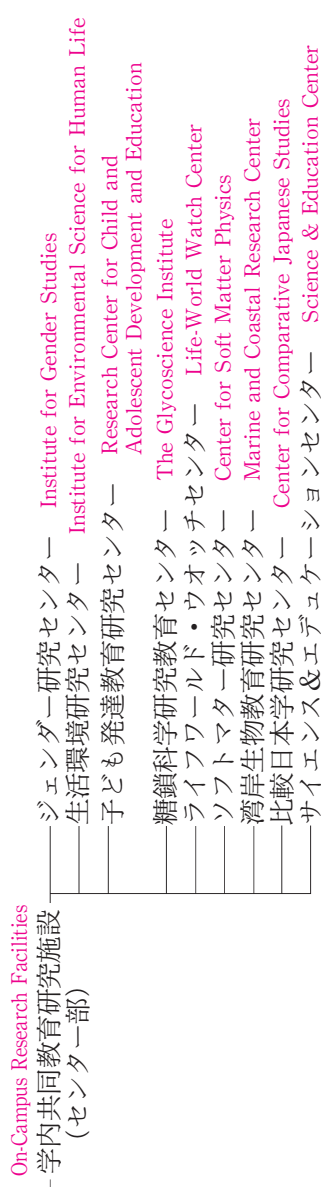 On-Campus Research Facilities
学内共同教育研究施設
(センター部)
ジェンダー研究センター Institute for Gender Studies
生活環境研究センター Institute for Environmental Science for Human Life
子ども発達教育研究センター Research Center for Child and
Adolescent Development and Education
糖鎖科学研究教育センター The Glycoscience Institute
ライフワールド・ウオッチセンター Life-World Watch Center
ソフトマター研究センター Center for Soft Matter Physics
湾岸生物教育研究センター Marine and Coastal Research Center
比較日本学研究センター Center for Comparative Japanese Studies
サイエンス&エデュケーションセンター Science & Education Center